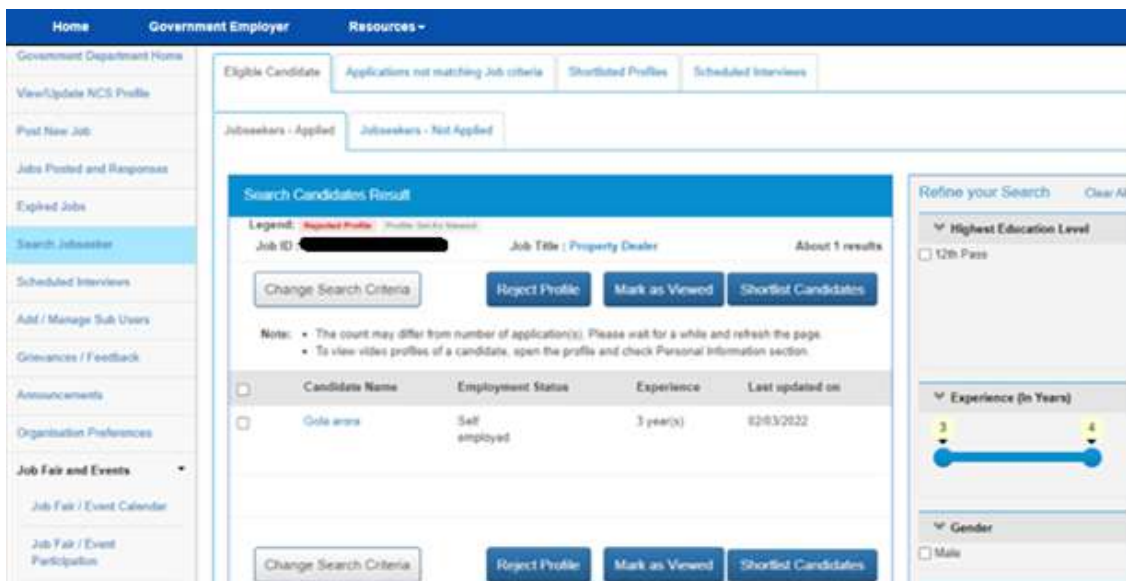 Home Government Employer Resources
Government Department Home
View/Update NCS Profile
Post New Job
Jobs Posted and Responses
Expired Jobs
Search Jobseeker
Scheduled Interviews
Add / Manage Sub Users
Grievances / Feedback
Announcements
Organisation Preferences
Job Fair and Events
Job Fair / Event Calendar
Job Fair / Event
Participation
Eligible Candidate Applications not matching Job criteria Shortlisted Profiles Scheduled Interviews
Jobseekers - Applied Jobseekers - Not Applied
Search Candidates Result
Legend: Rejected Profile Viewed
Job ID : Job Title : Property Dealer About 1 results
Change Search Criteria Reject Profile Mark as Viewed Shortlist Candidates
Note: • The count may differ from number of application(s). Please wait for a while and refresh the page.
• To view video profiles of a candidate, open the profile and check Personal Information section.
Candidate Name Employment Status Experience Last updated on
Gola arora Self 3 year(s) 02/03/2022
employed
Change Search Criteria Reject Profile Mark as Viewed Shortlist Candidates
Refine your Search Clear Al
Highest Education Level
12th Pass
Experience (In Years)
3 4
Gender
Male